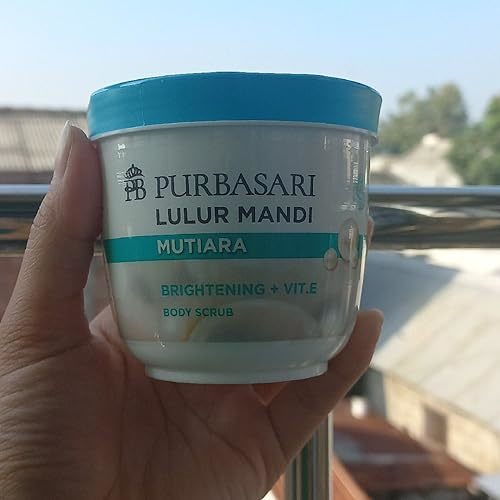 PB PURBASARI
LULUR MANDI
MUTIARA
BRIGHTENING + VIT.E
BODY SCRUB